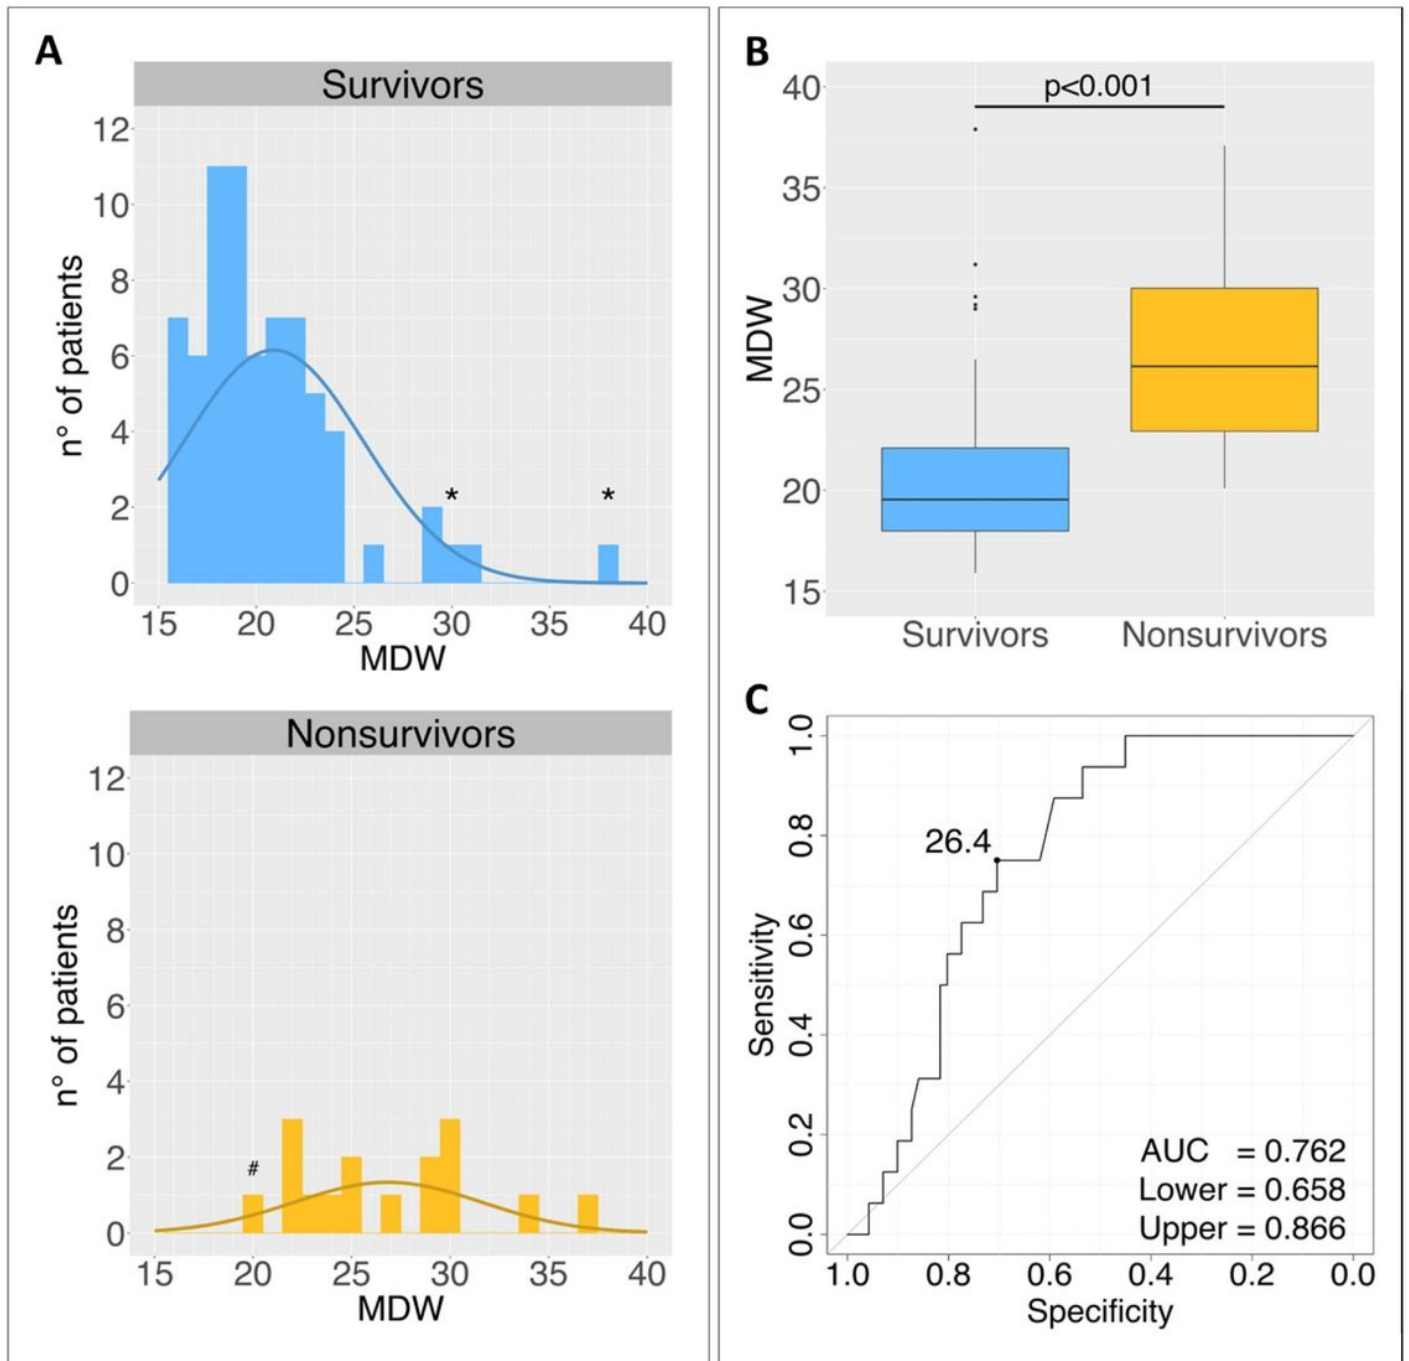 A
Survivors
12
10
8
6
4
2
0
n° of patients
*
*
15 20 25 30 35 40
MDW
Nonsurvivors
12
10
8
6
4
2
0
n° of patients
#
15 20 25 30 35 40
MDW
B
p<0.001
40
35
30
25
20
15
MDW
Survivors Nonsurvivors
C
1.0
0.8
0.6
0.4
0.2
0.0
Sensitivity
26.4
AUC = 0.762
Lower = 0.658
Upper = 0.866
1.0 0.8 0.6 0.4 0.2 0.0
Specificity